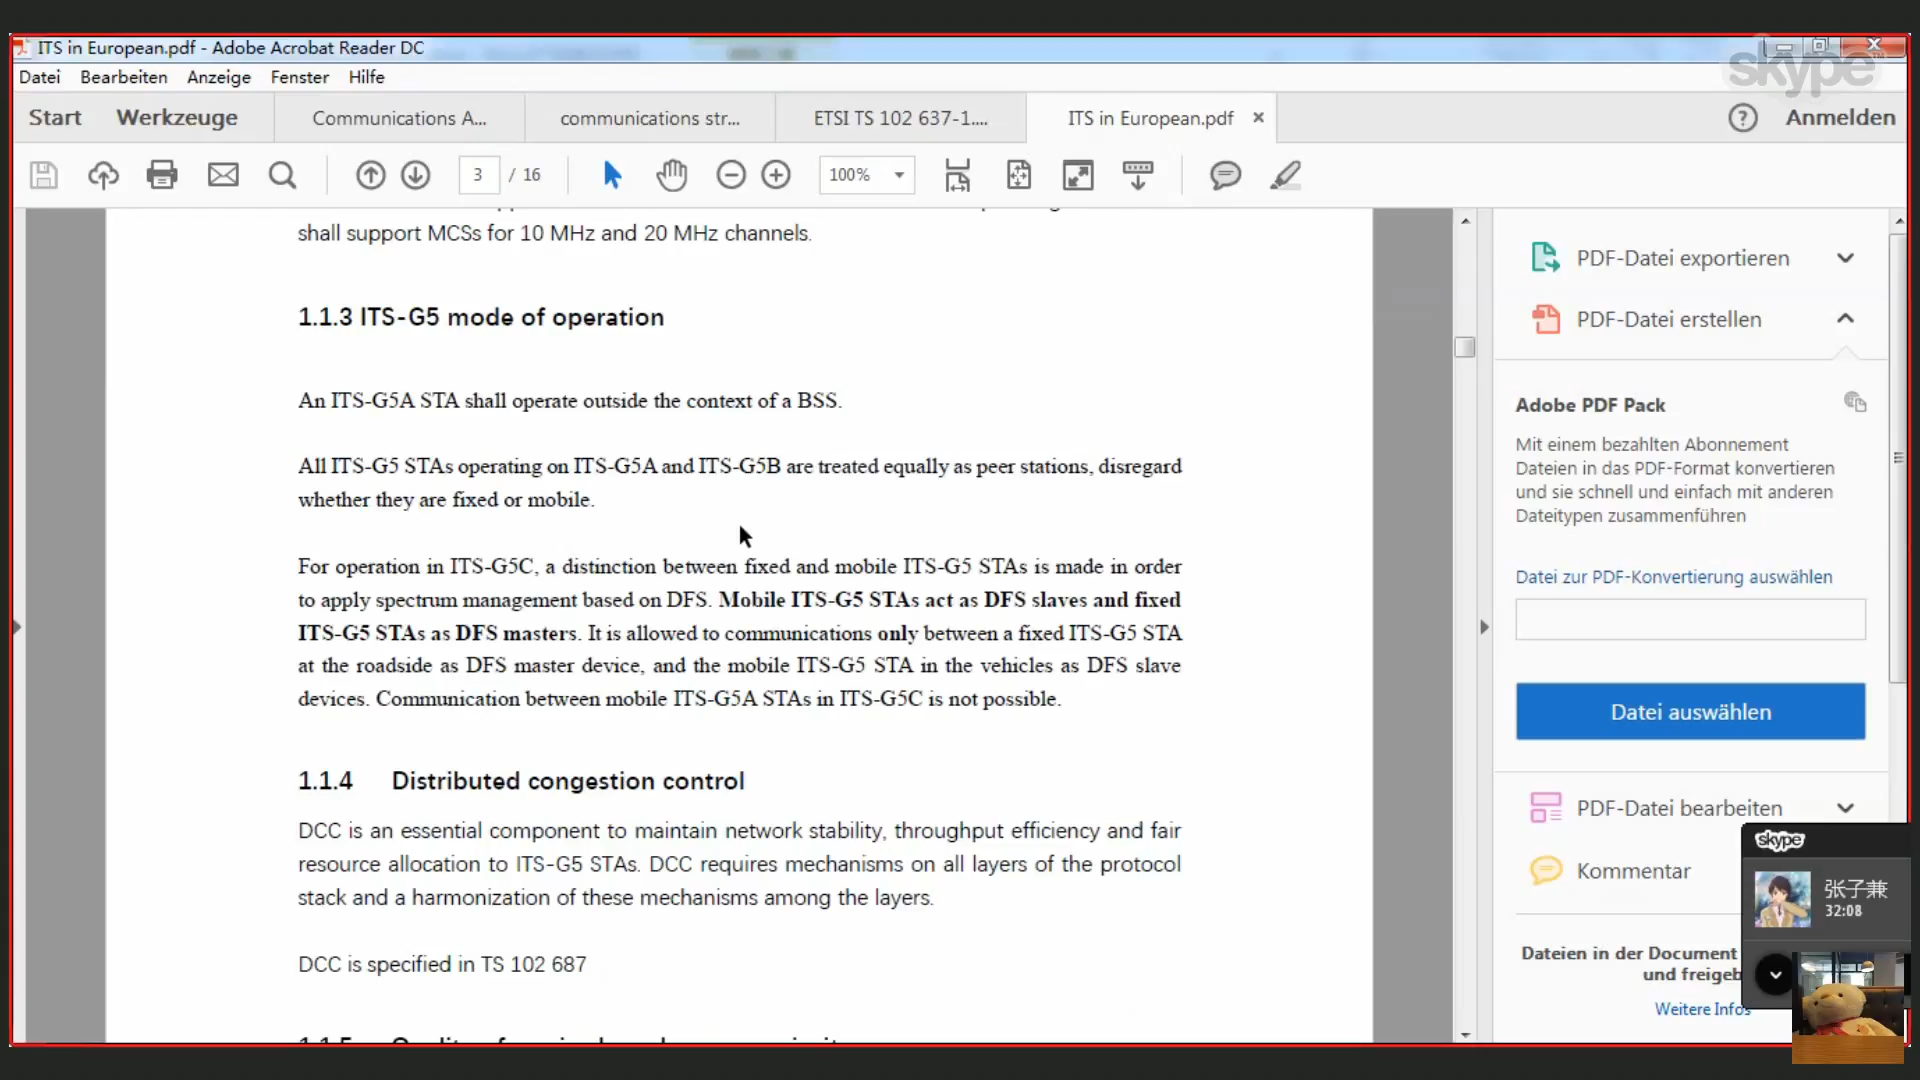 ITS in European.pdf - Adobe Acrobat Reader DC
skype™
Datei Bearbeiten Anzeige Fenster Hilfe
Start Werkzeuge Communications A... communications str... ETSI TS 102 637-1.... ITS in European.pdf × ? Anmelden
3 / 16 100%
shall support MCSs for 10 MHz and 20 MHz channels.
1.1.3 ITS-G5 mode of operation
An ITS-G5A STA shall operate outside the context of a BSS.
All ITS-G5 STAs operating on ITS-G5A and ITS-G5B are treated equally as peer stations, disregard
whether they are fixed or mobile.
For operation in ITS-G5C, a distinction between fixed and mobile ITS-G5 STAs is made in order
to apply spectrum management based on DFS. Mobile ITS-G5 STAs act as DFS slaves and fixed
ITS-G5 STAs as DFS masters. It is allowed to communications only between a fixed ITS-G5 STA
at the roadside as DFS master device, and the mobile ITS-G5 STA in the vehicles as DFS slave
devices. Communication between mobile ITS-G5A STAs in ITS-G5C is not possible.
1.1.4 Distributed congestion control
DCC is an essential component to maintain network stability, throughput efficiency and fair
resource allocation to ITS-G5 STAs. DCC requires mechanisms on all layers of the protocol
stack and a harmonization of these mechanisms among the layers.
DCC is specified in TS 102 687
PDF-Datei exportieren
PDF-Datei erstellen
Adobe PDF Pack
Mit einem bezahlten Abonnement
Dateien in das PDF-Format konvertieren
und sie schnell und einfach mit anderen
Dateitypen zusammenführen
Datei zur PDF-Konvertierung auswählen
Datei auswählen
PDF-Datei bearbeiten
Kommentar
Dateien in der Document
und freigeb
Weitere Infos
skype
张子兼
32:08